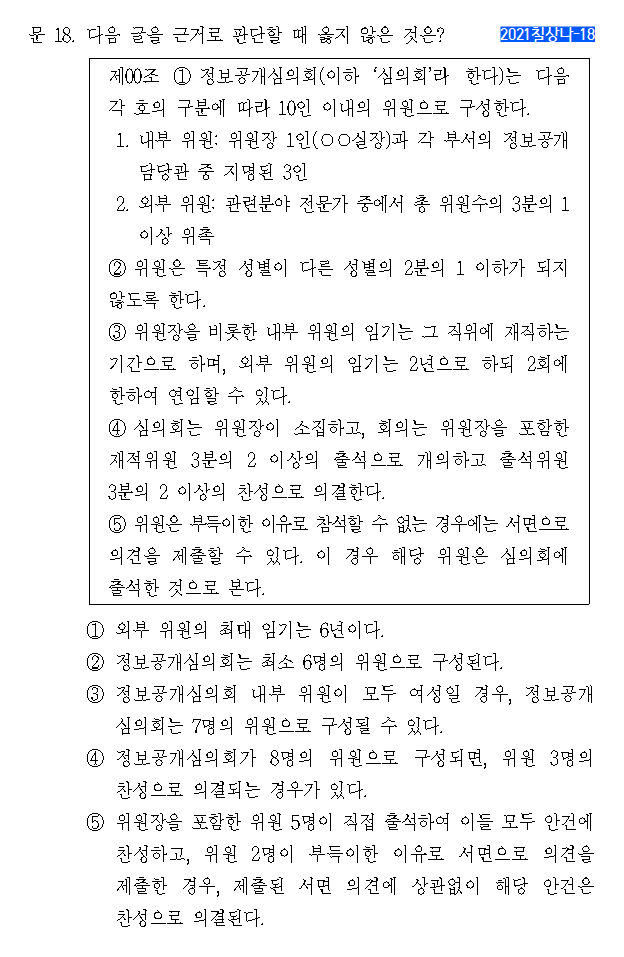 문 18. 다음 글을 근거로 판단할 때 옳지 않은 것은?
2021칠상나-18
제00조 ① 정보공개심의회(이하 ‘심의회’라 한다)는 다음
각 호의 구분에 따라 10인 이내의 위원으로 구성한다.
1. 내부 위원: 위원장 1인(○○실장)과 각 부서의 정보공개
담당관 중 지명된 3인
2. 외부 위원: 관련분야 전문가 중에서 총 위원수의 3분의 1
이상 위촉
② 위원은 특정 성별이 다른 성별의 2분의 1 이하가 되지
않도록 한다.
③ 위원장을 비롯한 내부 위원의 임기는 그 직위에 재직하는
기간으로 하며, 외부 위원의 임기는 2년으로 하되 2회에
한하여 연임할 수 있다.
④ 심의회는 위원장이 소집하고, 회의는 위원장을 포함한
재적위원 3분의 2 이상의 출석으로 개의하고 출석위원
3분의 2 이상의 찬성으로 의결한다.
⑤ 위원은 부득이한 이유로 참석할 수 없는 경우에는 서면으로
의견을 제출할 수 있다. 이 경우 해당 위원은 심의회에
출석한 것으로 본다.
① 외부 위원의 최대 임기는 6년이다.
② 정보공개심의회는 최소 6명의 위원으로 구성된다.
③ 정보공개심의회 내부 위원이 모두 여성일 경우, 정보공개
심의회는 7명의 위원으로 구성될 수 있다.
④ 정보공개심의회가 8명의 위원으로 구성되면, 위원 3명의
찬성으로 의결되는 경우가 있다.
⑤ 위원장을 포함한 위원 5명이 직접 출석하여 이들 모두 안건에
찬성하고, 위원 2명이 부득이한 이유로 서면으로 의견을
제출한 경우, 제출된 서면 의견에 상관없이 해당 안건은
찬성으로 의결된다.